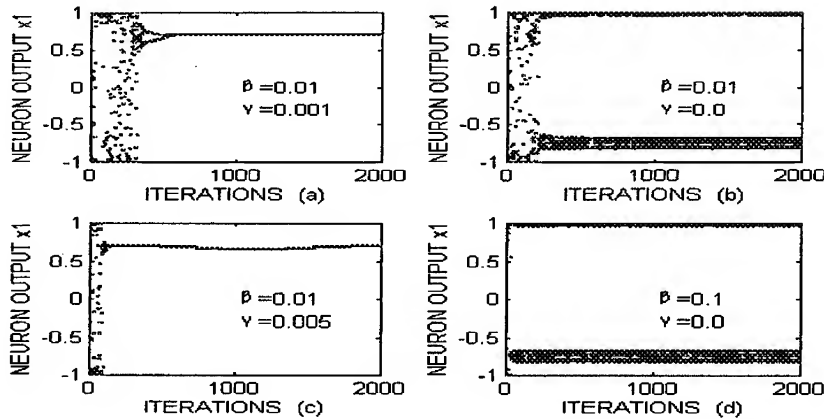 NEURON OUTPUT x1
1
0.5
0
-0.5
-1
β =0.01
γ =0.001
0 1000 2000
ITERATIONS (a)
NEURON OUTPUT x1
1
0.5
0
-0.5
-1
β =0.01
γ =0.0
0 1000 2000
ITERATIONS (b)
NEURON OUTPUT x1
1
0.5
0
-0.5
-1
β =0.01
γ =0.005
0 1000 2000
ITERATIONS (c)
NEURON OUTPUT x1
1
0.5
0
-0.5
-1
β =0.1
γ =0.0
0 1000 2000
ITERATIONS (d)